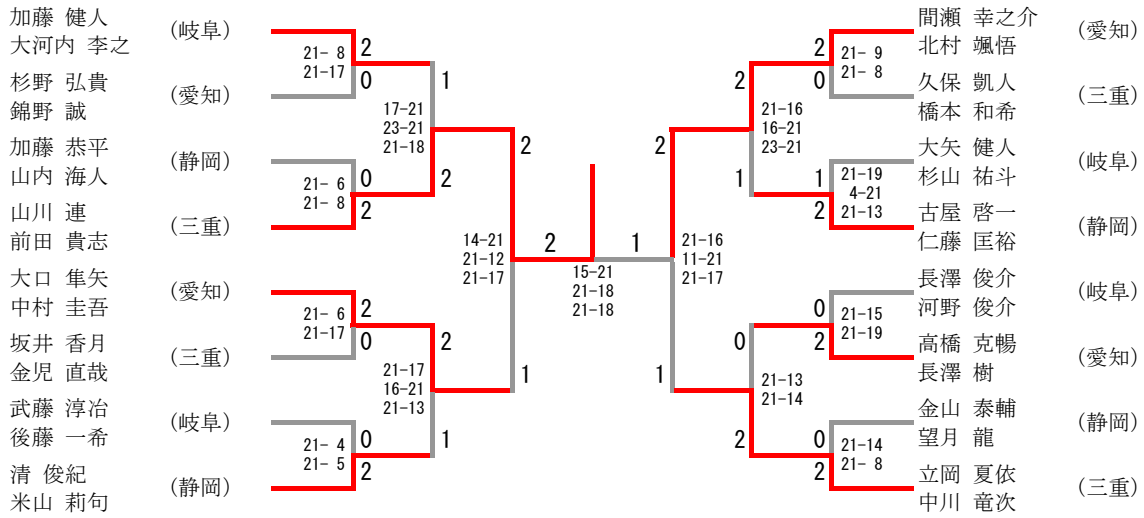 加藤 健人
大河内 李之
(岐阜)
杉野 弘貴
錦野 誠
(愛知)
加藤 恭平
山内 海人
(静岡)
山川 連
前田 貴志
(三重)
大口 隼矢
中村 圭吾
(愛知)
坂井 香月
金児 直哉
(三重)
武藤 淳冶
後藤 一希
(岐阜)
清 俊紀
米山 莉句
(静岡)
21- 8
21-17
2
0
21- 6
21- 8
0
2
21- 6
21-17
2
0
21- 4
21- 5
0
2
1
17-21
23-21
21-18
2
2
21-17
16-21
21-13
1
2
14-21
21-12
21-17
1
2
15-21
21-18
21-18
1
2
21-16
11-21
21-17
1
2
21-16
16-21
23-21
1
0
21-13
21-14
2
2
0
21- 9
21- 8
1
2
21-19
4-21
21-13
0
2
21-15
21-19
0
2
21-14
21- 8
間瀬 幸之介
北村 颯悟
(愛知)
久保 凱人
橋本 和希
(三重)
大矢 健人
杉山 祐斗
(岐阜)
古屋 啓一
仁藤 匡裕
(静岡)
長澤 俊介
河野 俊介
(岐阜)
高橋 克暢
長澤 樹
(愛知)
金山 泰輔
望月 龍
(静岡)
立岡 夏依
中川 竜次
(三重)